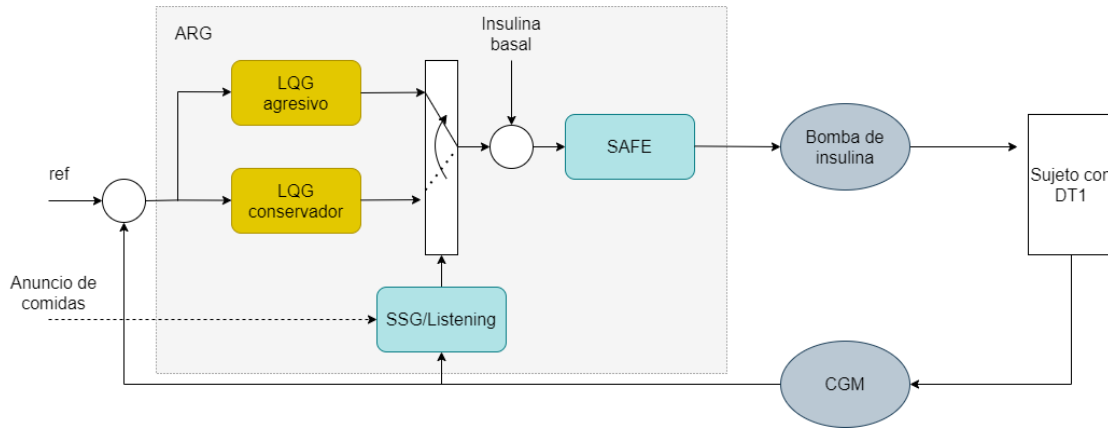 ARG
Insulina
basal
LQG
agresivo
Bomba de
insulina
SAFE
Sujeto con
DT1
ref
LQG
conservador
Anuncio de
comidas
SSG/Listening
CGM